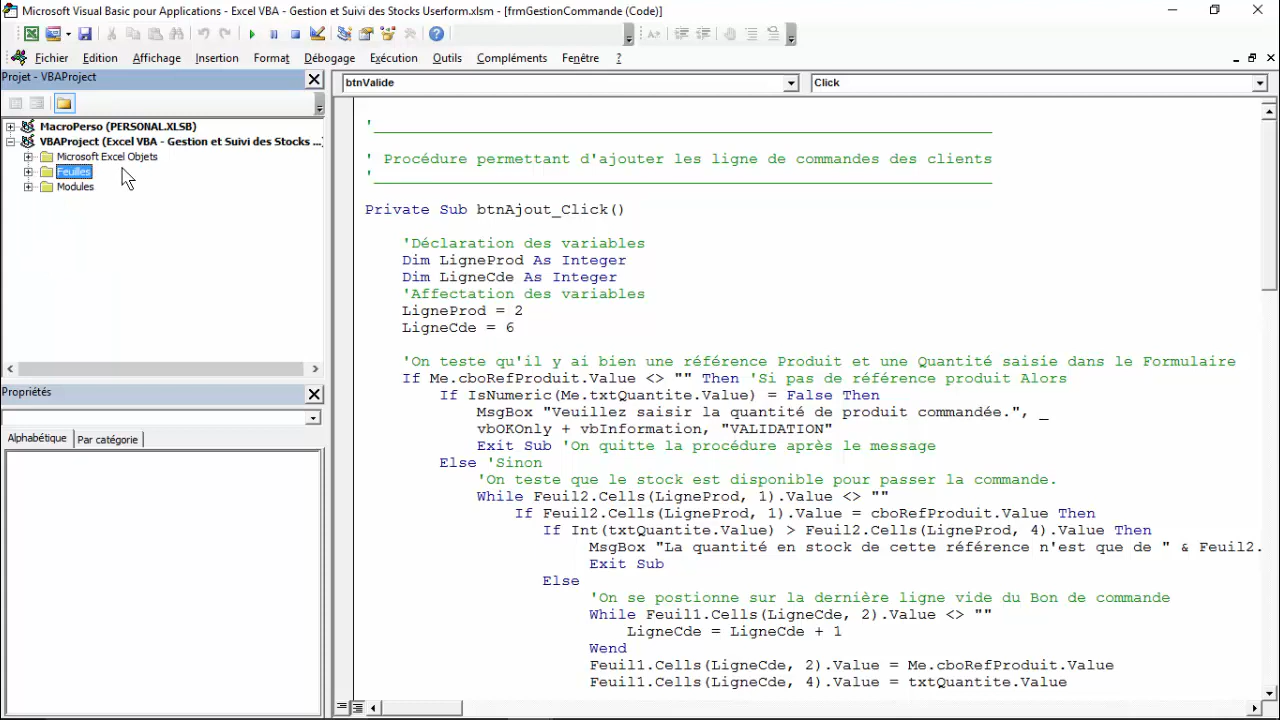 Microsoft Visual Basic pour Applications - Excel VBA - Gestion et Suivi des Stocks Userform.xlsm - [frmGestionCommande (Code)]
Fichier Edition Affichage Insertion Format Débogage Exécution Outils Compléments Fenêtre ?
Projet - VBAProject
MacroPerso (PERSONAL.XLSB)
VBAProject (Excel VBA - Gestion et Suivi des Stocks ...
Microsoft Excel Objets
Feuilles
Modules
Propriétés
Alphabétique Par catégorie
btnValide Click
'_________________________________________________________________
' Procédure permettant d'ajouter les ligne de commandes des clients
'_________________________________________________________________
Private Sub btnAjout_Click()
'Déclaration des variables
Dim LigneProd As Integer
Dim LigneCde As Integer
'Affectation des variables
LigneProd = 2
LigneCde = 6
'On teste qu'il y ai bien une référence Produit et une Quantité saisie dans le Formulaire
If Me.cboRefProduit.Value <> "" Then 'Si pas de référence produit Alors
If IsNumeric(Me.txtQuantite.Value) = False Then
MsgBox "Veuillez saisir la quantité de produit commandée.", _
vbOKOnly + vbInformation, "VALIDATION"
Exit Sub 'On quitte la procédure après le message
Else 'Sinon
'On teste que le stock est disponible pour passer la commande.
While Feuil2.Cells(LigneProd, 1).Value <> ""
If Feuil2.Cells(LigneProd, 1).Value = cboRefProduit.Value Then
If Int(txtQuantite.Value) > Feuil2.Cells(LigneProd, 4).Value Then
MsgBox "La quantité en stock de cette référence n'est que de " & Feuil2.
Exit Sub
Else
'On se postionne sur la dernière ligne vide du Bon de commande
While Feuil1.Cells(LigneCde, 2).Value <> ""
LigneCde = LigneCde + 1
Wend
Feuil1.Cells(LigneCde, 2).Value = Me.cboRefProduit.Value
Feuil1.Cells(LigneCde, 4).Value = txtQuantite.Value